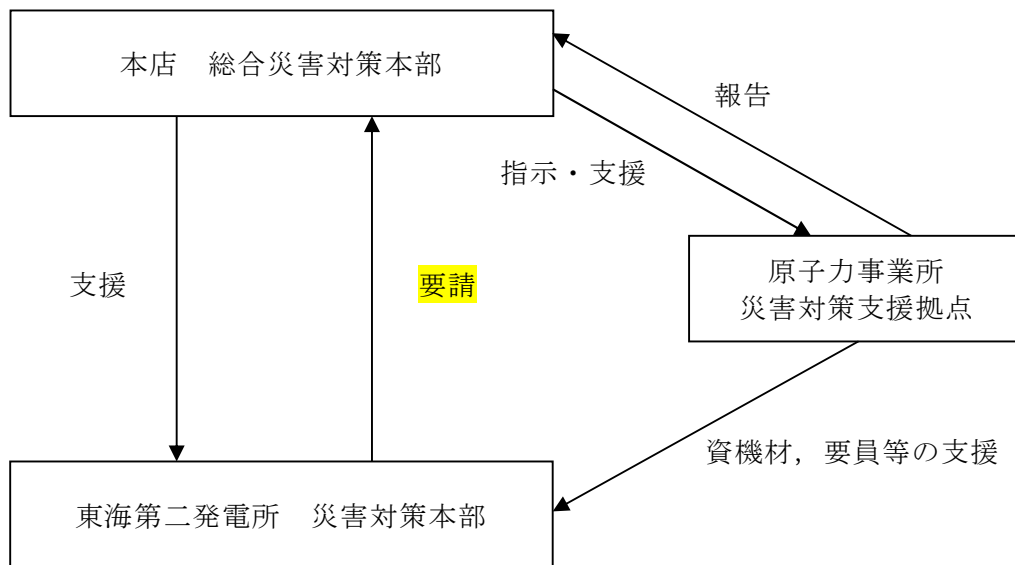 本店　総合災害対策本部
報告
指示・支援
支援
要請
原子力事業所
災害対策支援拠点
資機材，要員等の支援
東海第二発電所　災害対策本部